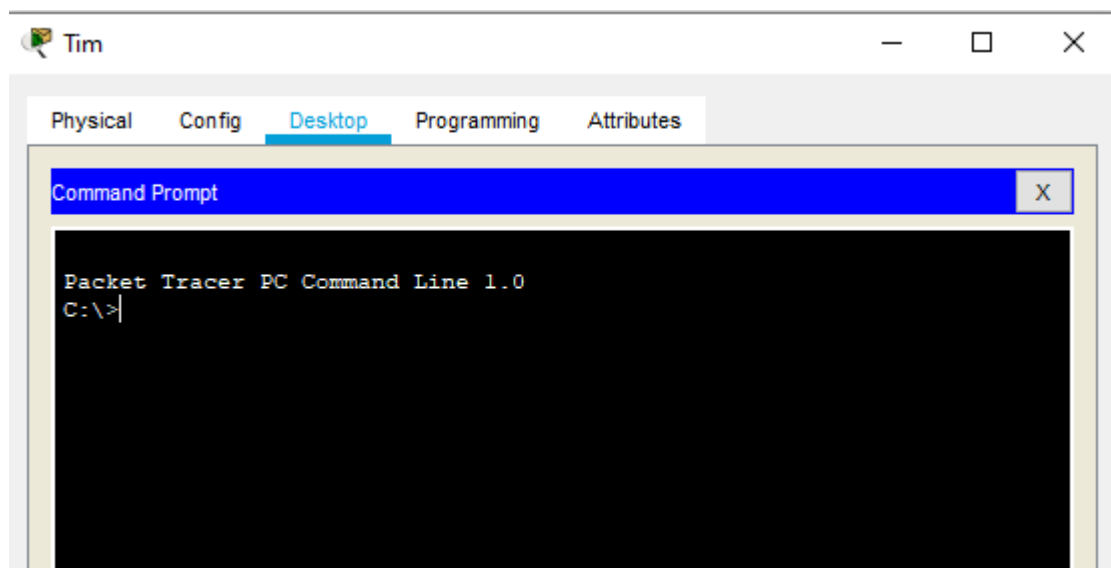 Tim
Physical Config Desktop Programming Attributes
Command Prompt X
Packet Tracer PC Command Line 1.0
C:\>